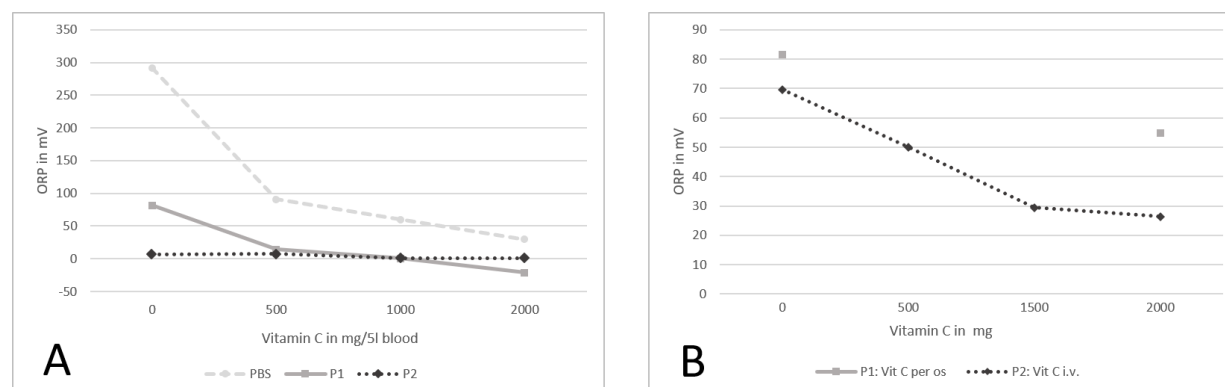 350
300
250
200
150
100
50
0
-50
ORP in mV
0 500 1000 2000
Vitamin C in mg/5l blood
A
PBS P1 P2
90
80
70
60
50
40
30
20
10
0
ORP in mV
0 500 1500 2000
Vitamin C in mg
B
P1: Vit C per os P2: Vit C i.v.